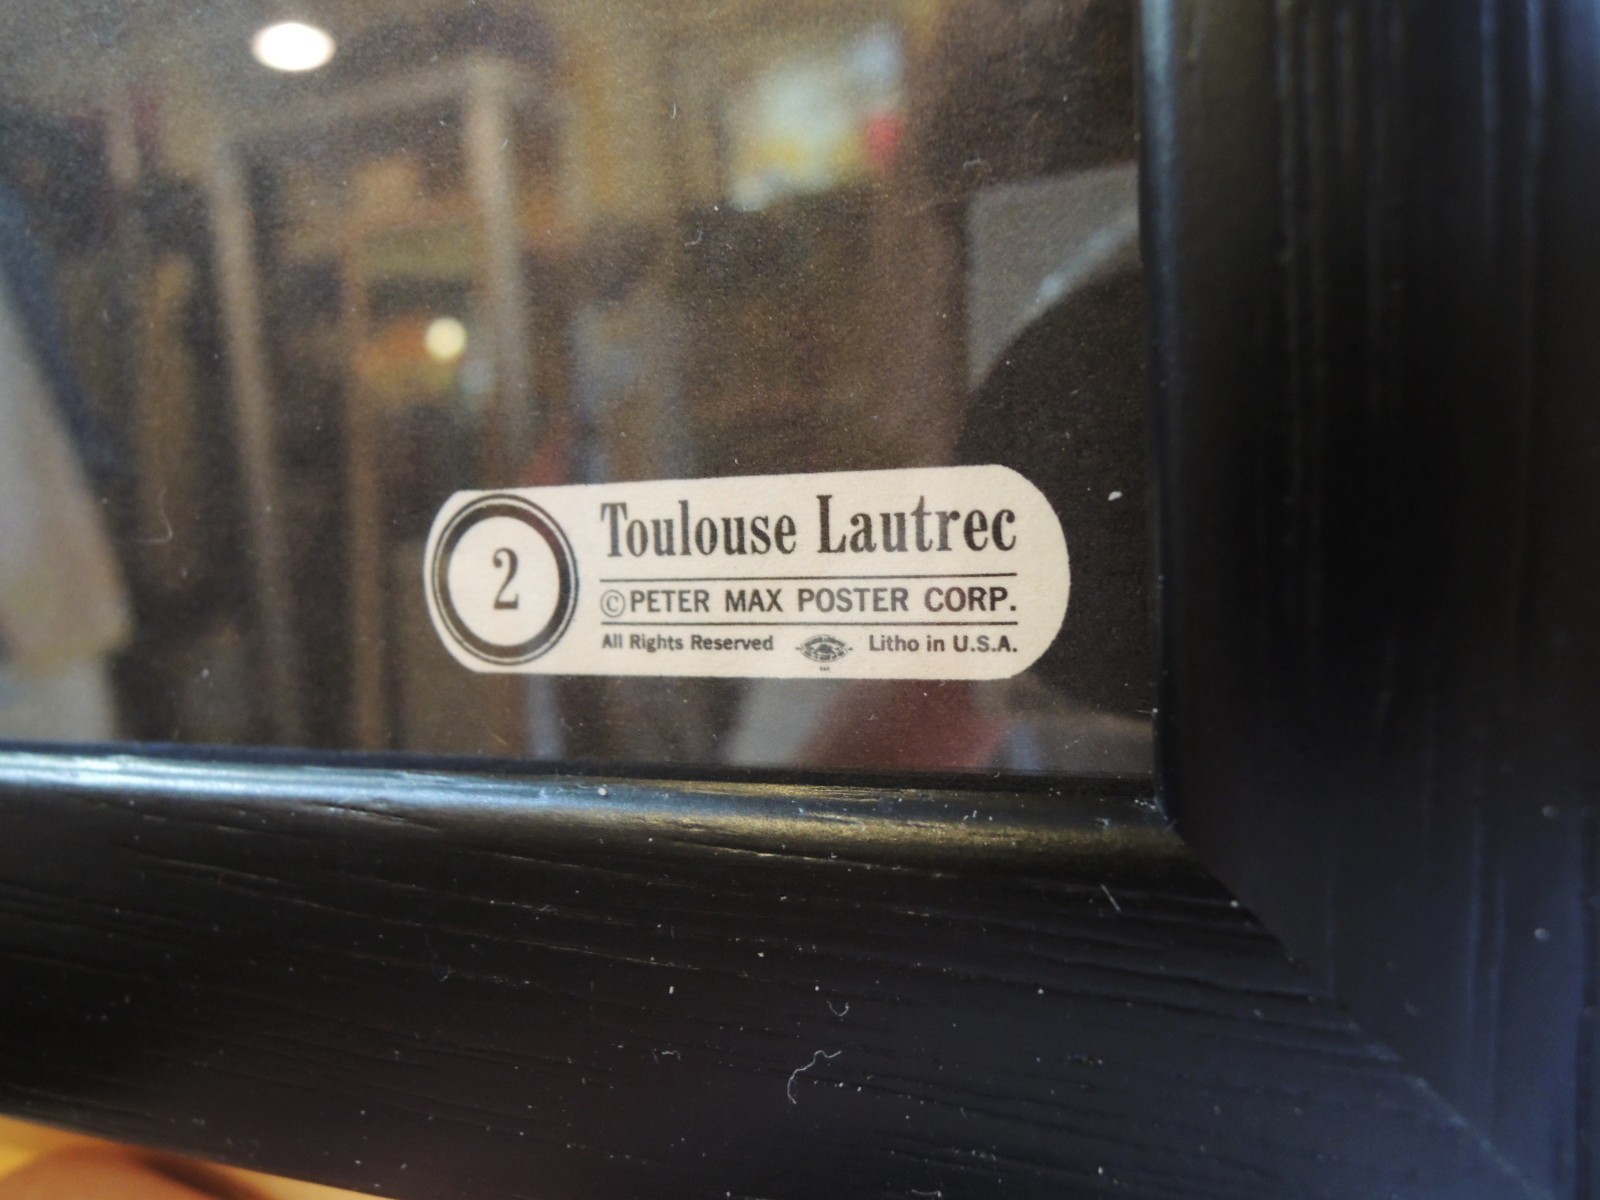 2
Toulouse Lautrec
©PETER MAX POSTER CORP.
All Rights Reserved Litho in U.S.A.